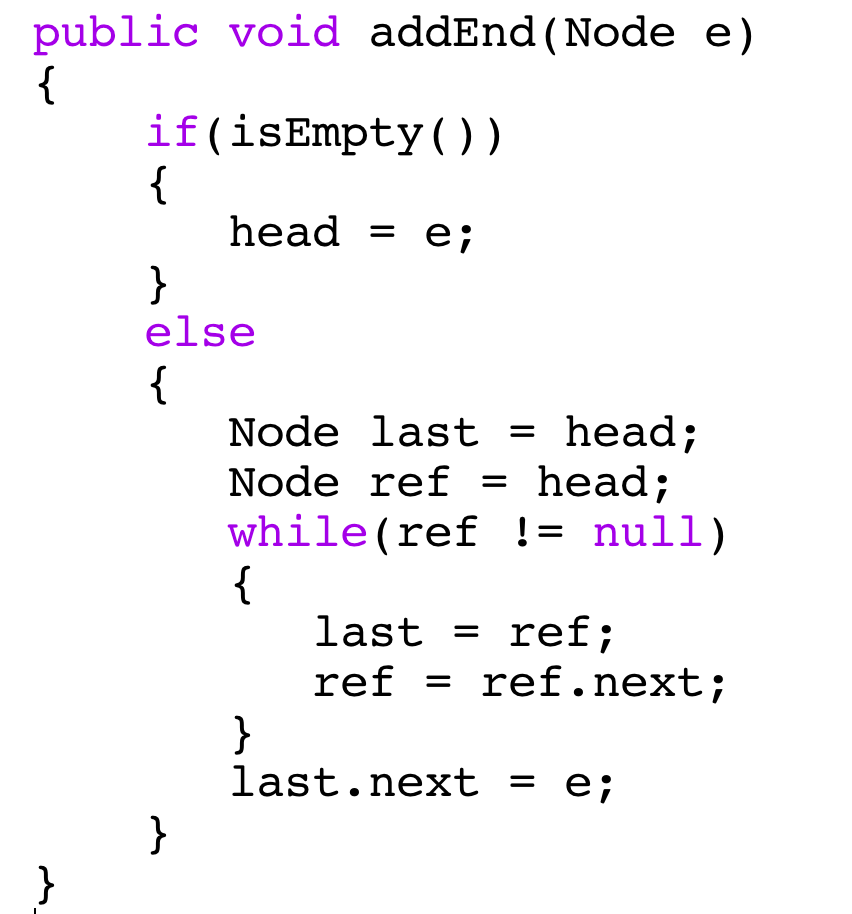 public void addEnd(Node e)
{
    if(isEmpty())
    {
       head = e;
    }
    else
    {
       Node last = head;
       Node ref = head;
       while(ref != null)
       {
          last = ref;
          ref = ref.next;
       }
       last.next = e;
    }
}